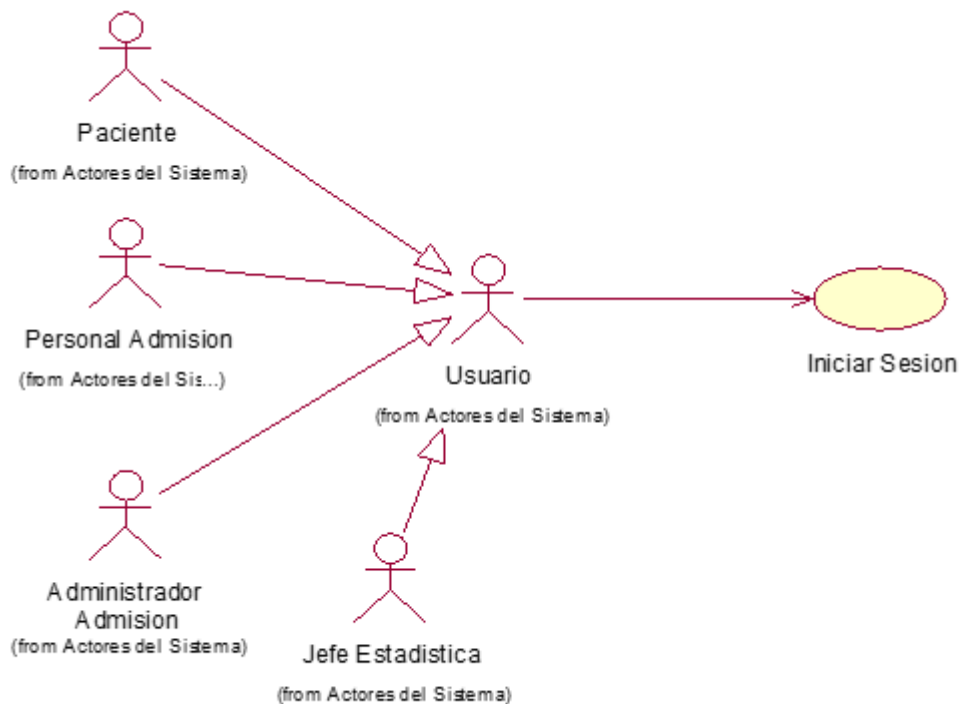 Paciente
(from Actores del Sistema)
Personal Admision
(from Actores del Sis...)
Usuario
(from Actores del Sistema)
Iniciar Sesion
Administrador
Admision
(from Actores del Sistema)
Jefe Estadistica
(from Actores del Sistema)